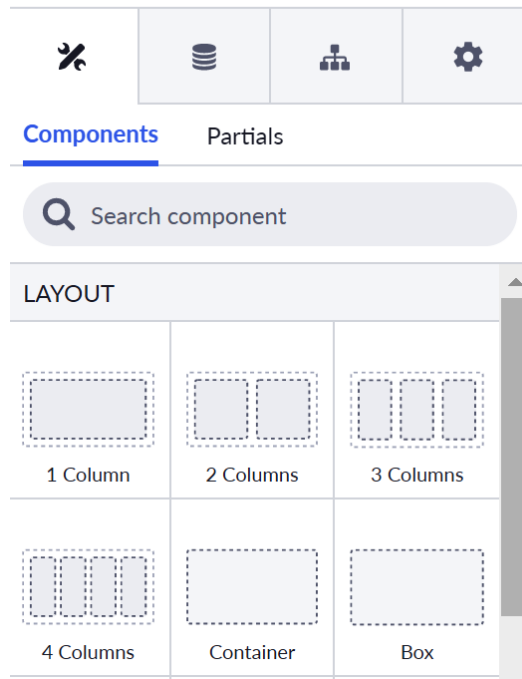 Components Partials
Search component
LAYOUT
1 Column 2 Columns 3 Columns
4 Columns Container Box